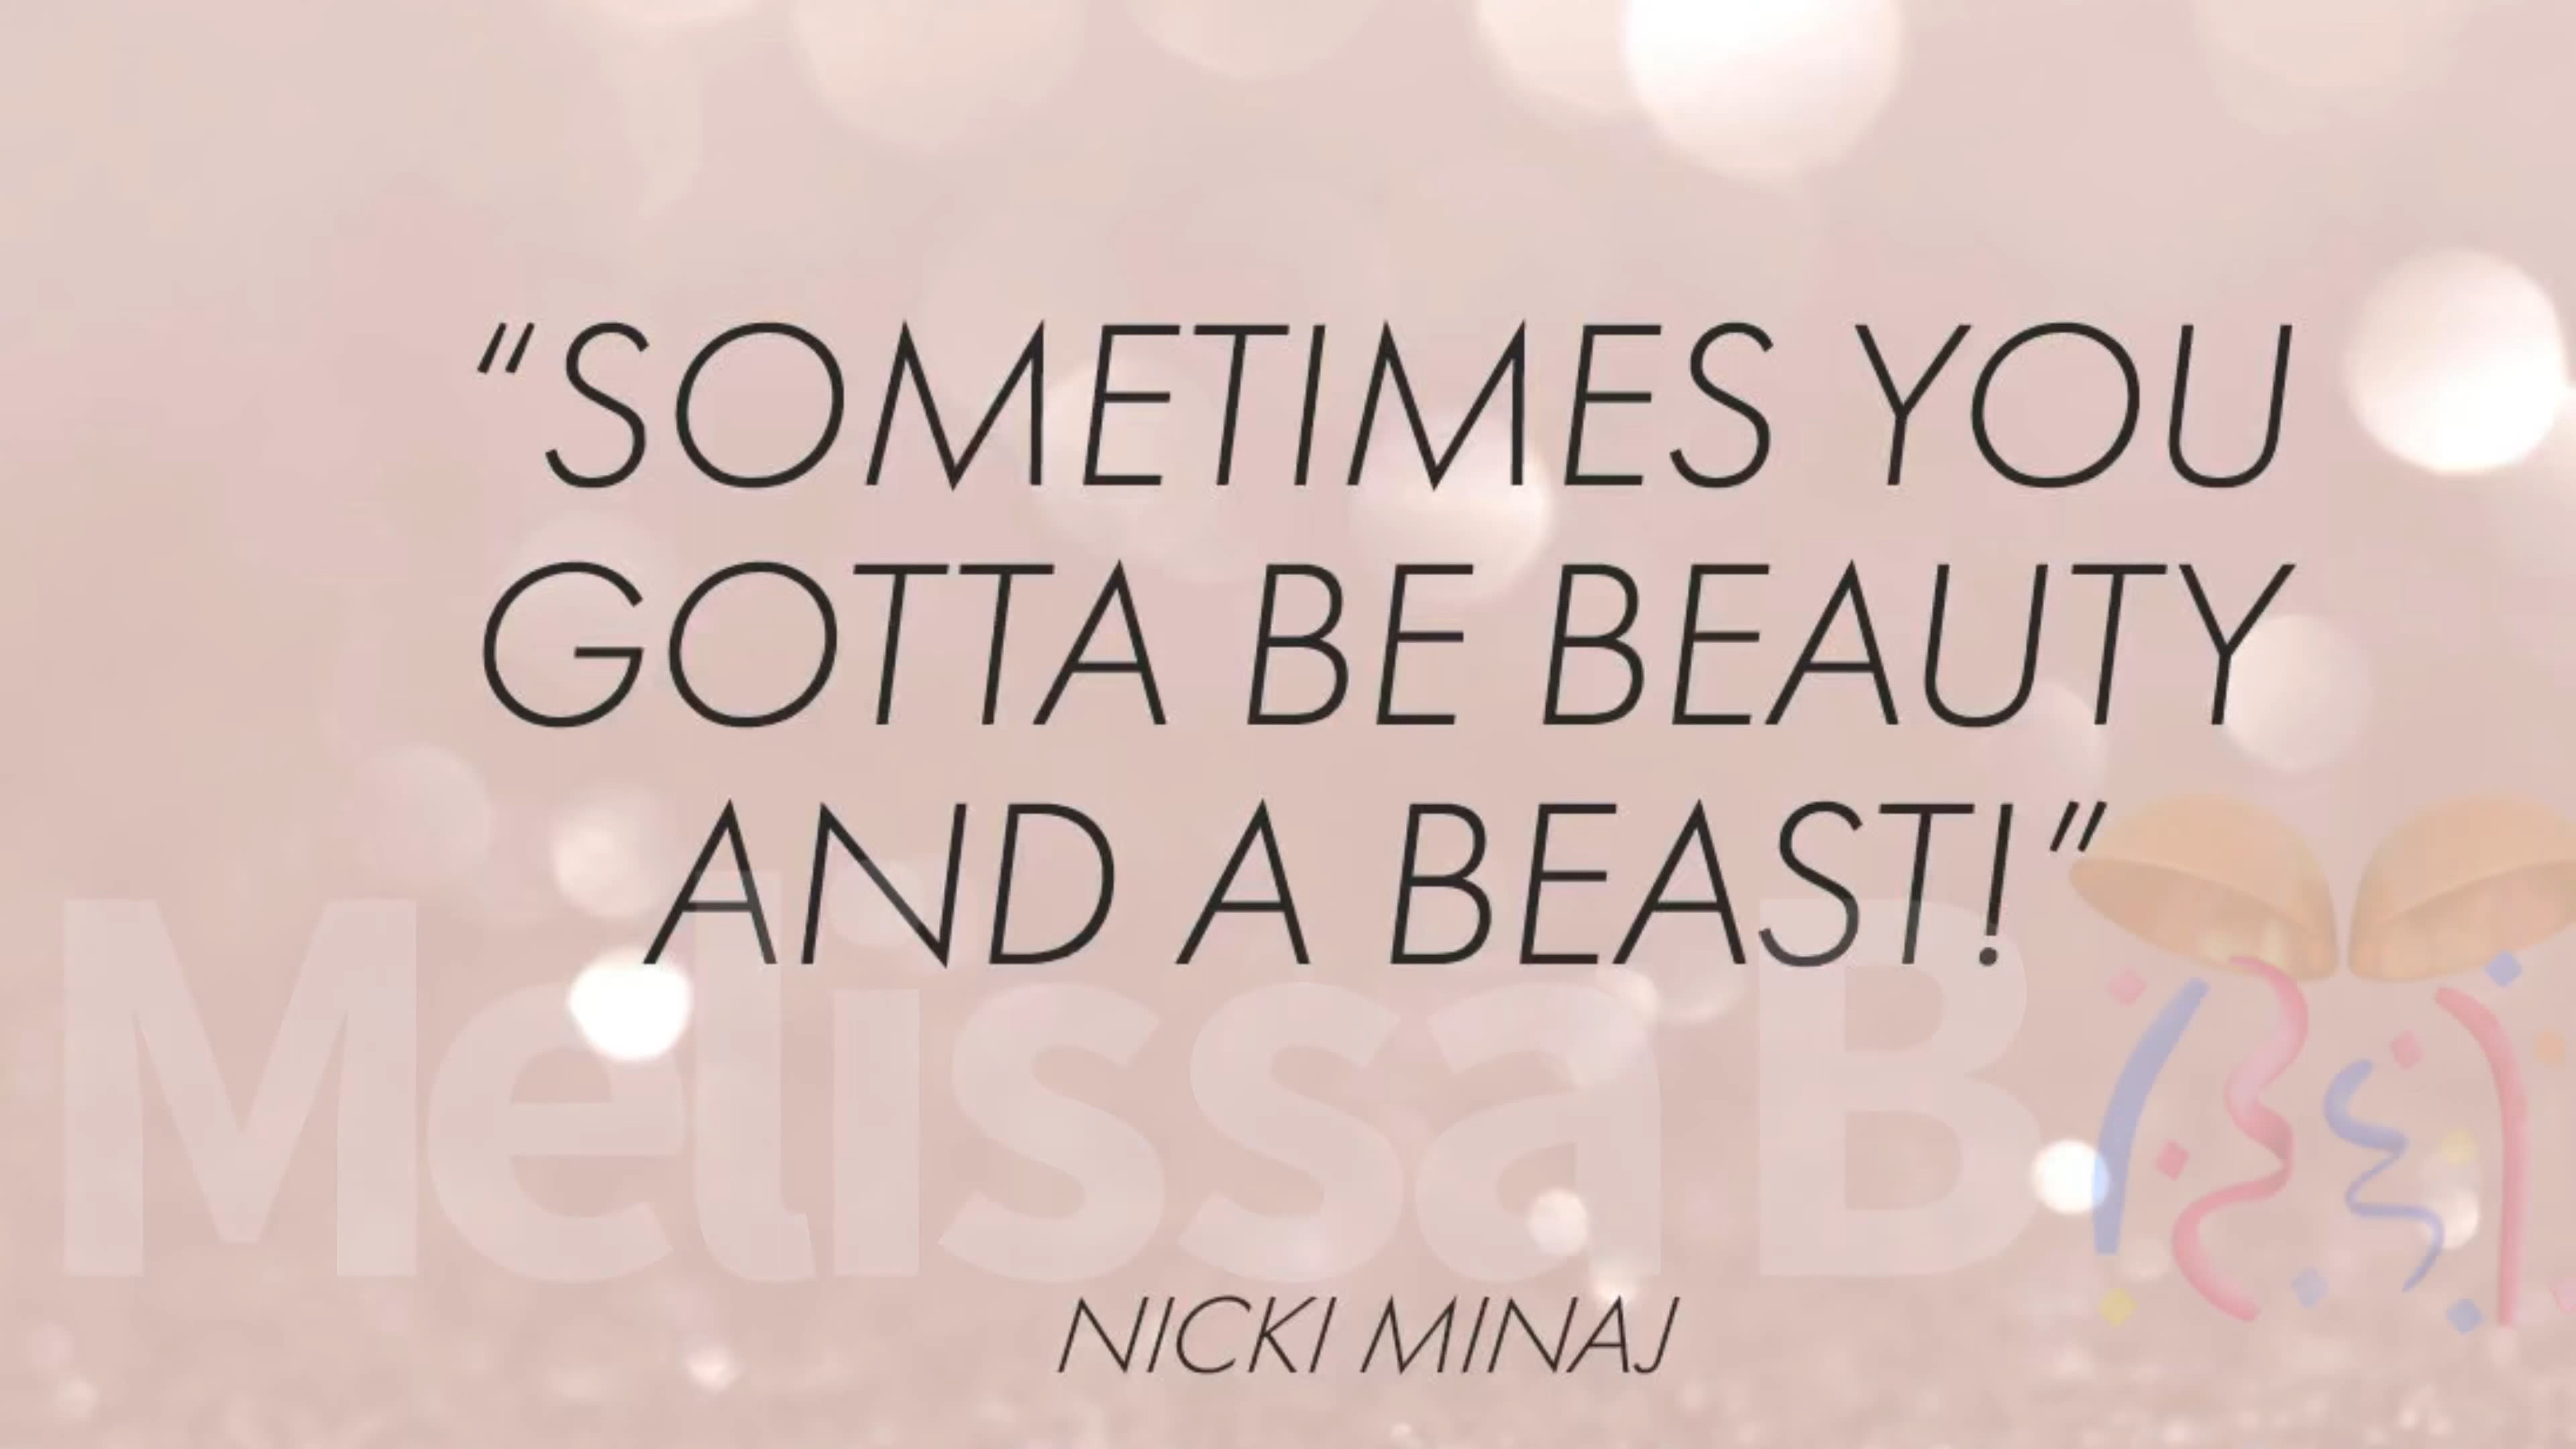 “SOMETIMES YOU
GOTTA BE BEAUTY
AND A BEAST!”
Melissa B
NICKI MINAJ